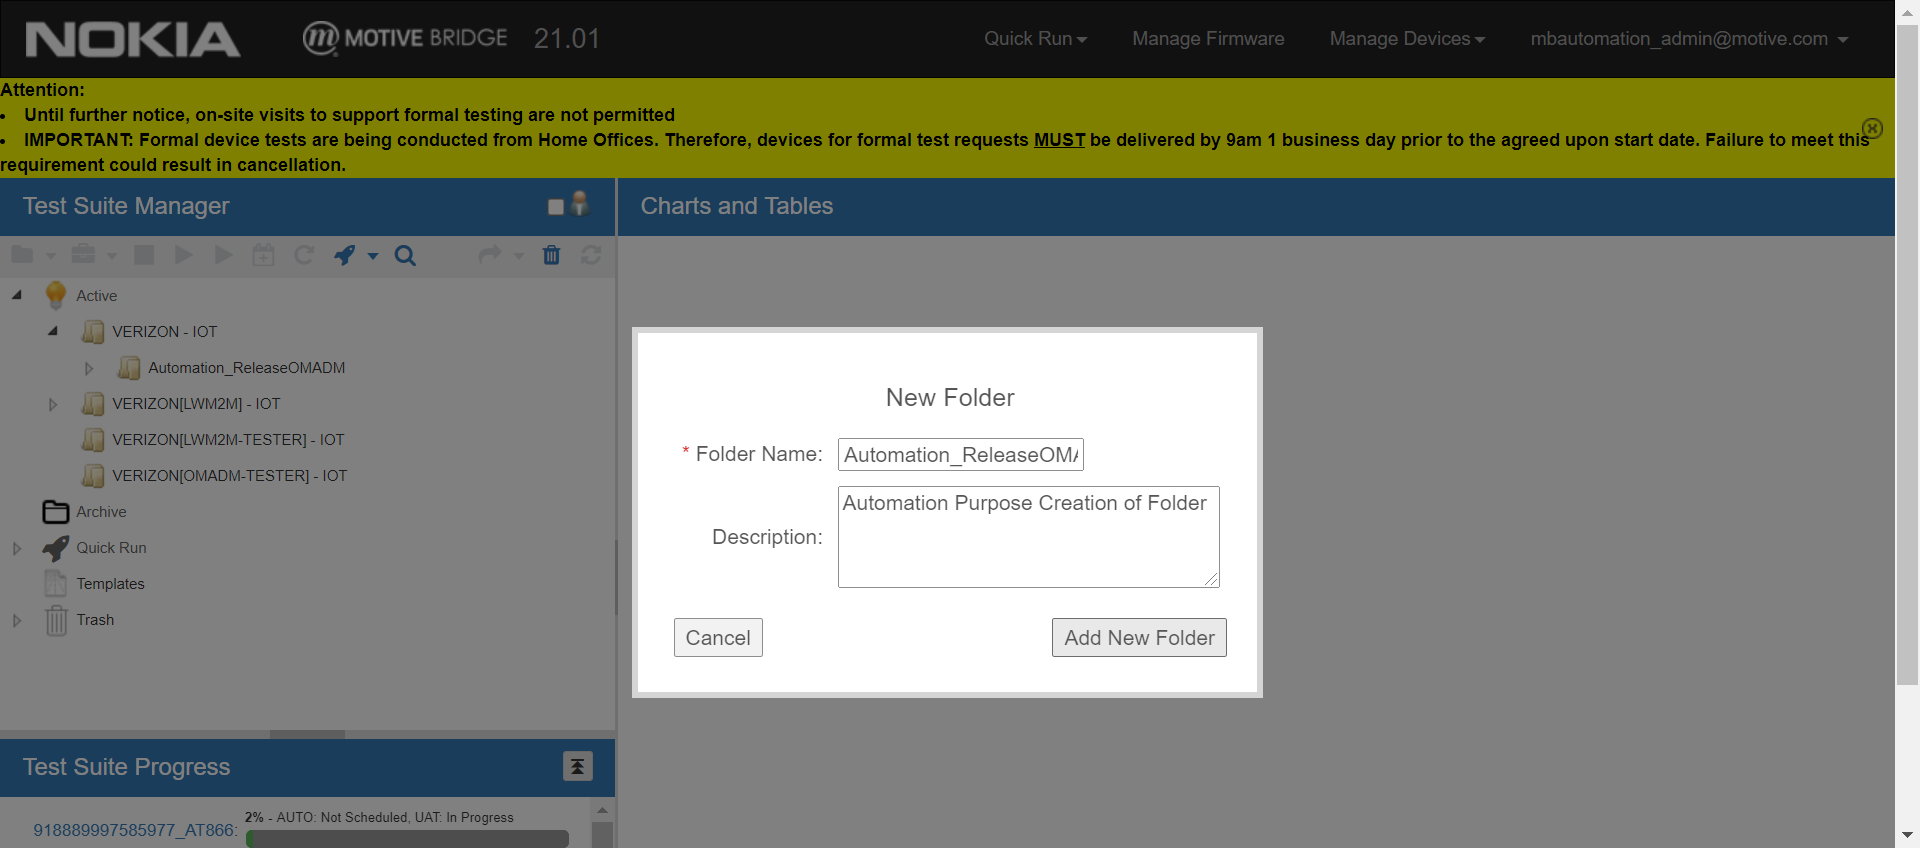 NOKIA
m MOTIVE BRIDGE 21.01
Quick Run
Manage Firmware
Manage Devices
mbautomation_admin@motive.com
Attention:
• Until further notice, on-site visits to support formal testing are not permitted
• IMPORTANT: Formal device tests are being conducted from Home Offices. Therefore, devices for formal test requests MUST be delivered by 9am 1 business day prior to the agreed upon start date. Failure to meet this
requirement could result in cancellation.
Test Suite Manager
Charts and Tables
Active
VERIZON - IOT
Automation_ReleaseOMADM
VERIZON[LWM2M] - IOT
VERIZON[LWM2M-TESTER] - IOT
VERIZON[OMADM-TESTER] - IOT
Archive
Quick Run
Templates
Trash
New Folder
* Folder Name: Automation_ReleaseOMA
Description: Automation Purpose Creation of Folder
Cancel
Add New Folder
Test Suite Progress
918889997585977_AT866:
2% - AUTO: Not Scheduled, UAT: In Progress